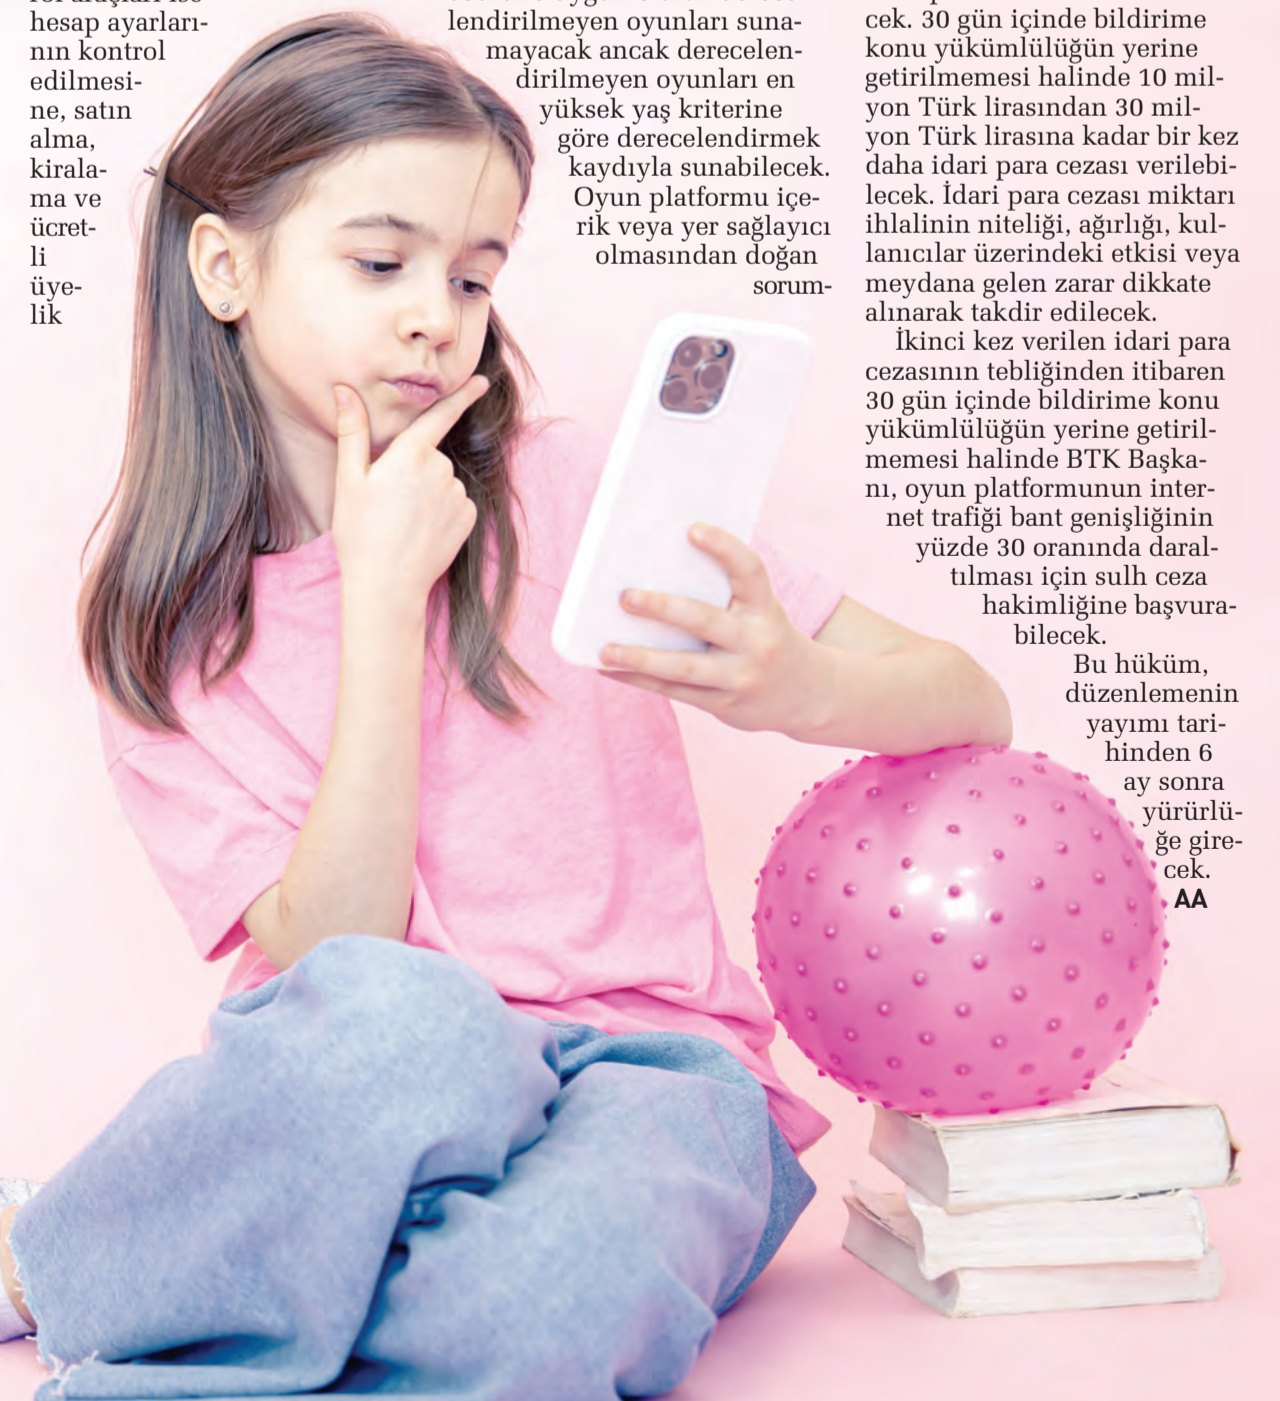 hesap ayarları-
nın kontrol
edilmesi-
ne, satın
alma,
kirala-
ma ve
ücret-
li
üye-
lik
lendirilmeyen oyunları suna-
mayacak ancak derecelen-
dirilmeyen oyunları en
yüksek yaş kriterine
göre derecelendirmek
kaydıyla sunabilecek.
Oyun platformu içe-
rik veya yer sağlayıcı
olmasından doğan
sorum-
cek. 30 gün içinde bildirime
konu yükümlülüğün yerine
getirilmemesi halinde 10 mil-
yon Türk lirasından 30 mil-
yon Türk lirasına kadar bir kez
daha idari para cezası verilebi-
lecek. İdari para cezası miktarı
ihlalinin niteliği, ağırlığı, kul-
lanıcılar üzerindeki etkisi veya
meydana gelen zarar dikkate
alınarak takdir edilecek.
İkinci kez verilen idari para
cezasının tebliğinden itibaren
30 gün içinde bildirime konu
yükümlülüğün yerine getiril-
memesi halinde BTK Başka-
nı, oyun platformunun inter-
net trafiği bant genişliğinin
yüzde 30 oranında daral-
tılması için sulh ceza
hakimliğine başvura-
bilecek.
Bu hüküm,
düzenlemenin
yayımı tari-
hinden 6
ay sonra
yürürlü-
ğe gire-
cek.
AA